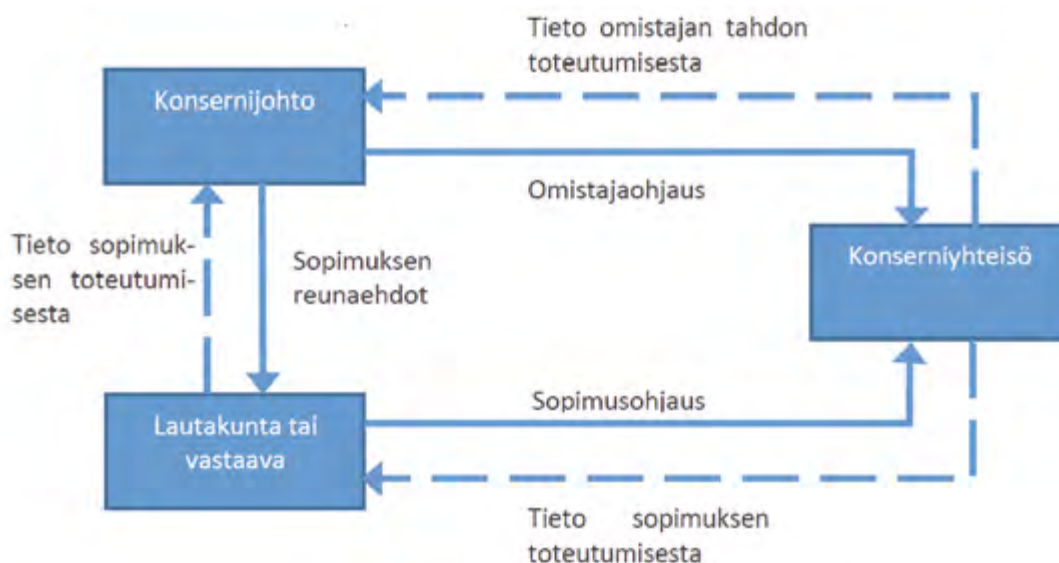 Tieto omistajan tahdon
toteutumisesta
Konsernijohto
Omistajaohjaus
Konserniyhteisö
Tieto sopimuk-
sen toteutumi-
sesta
Sopimuksen
reunaehdot
Sopimusohjaus
Lautakunta tai
vastaava
Tieto sopimuksen
toteutumisesta